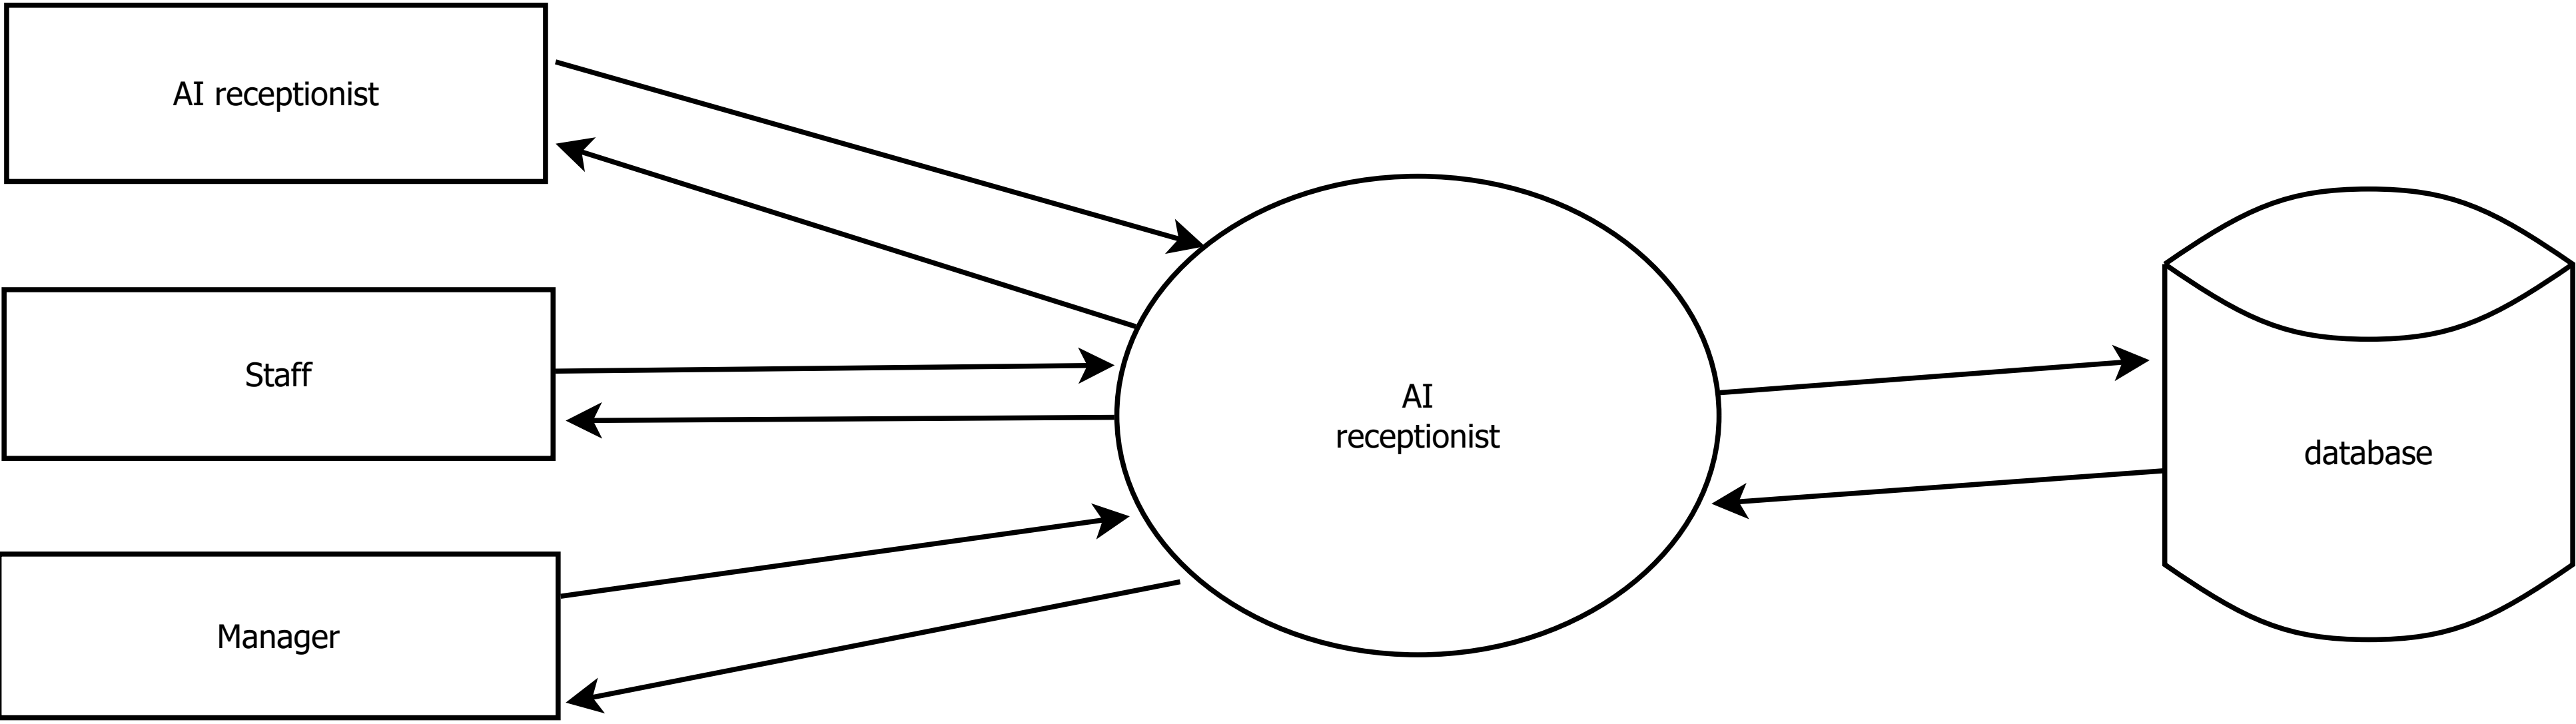 AI receptionist
Staff
Manager
AI
receptionist
database